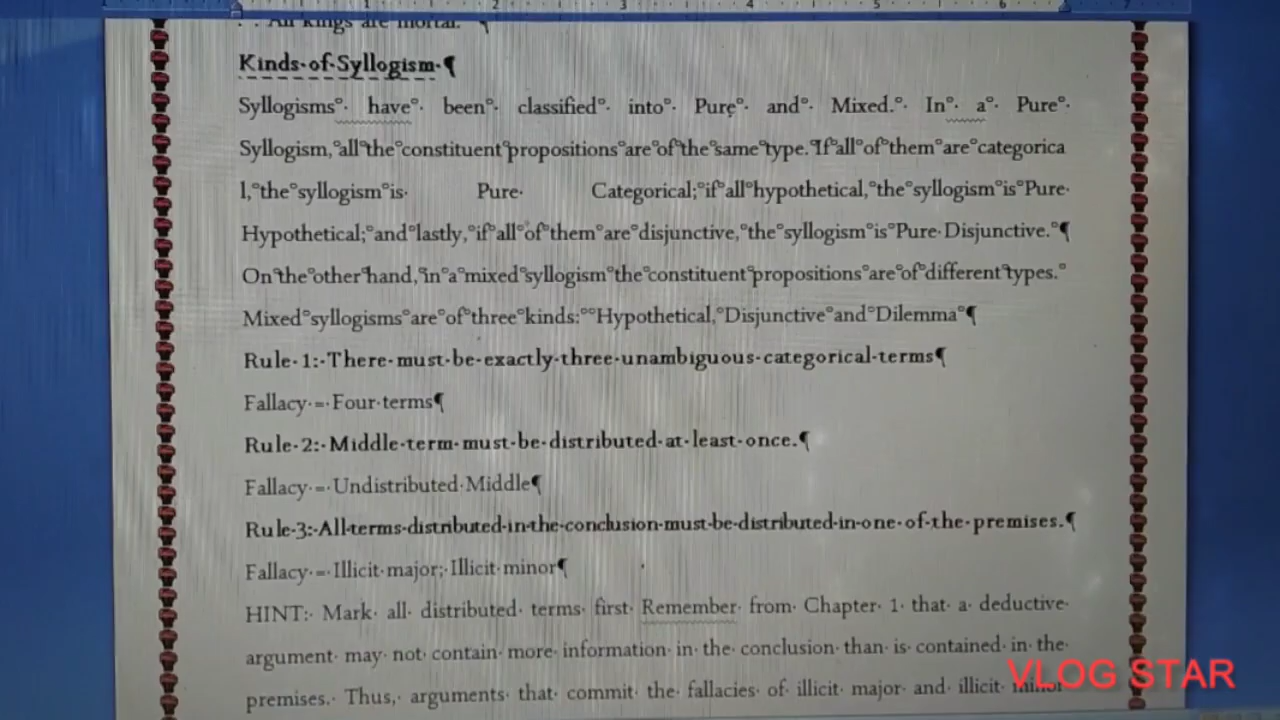 All kings are mortal.
Kinds of Syllogism
Syllogisms have been classified into Pure and Mixed. In a Pure
Syllogism, all the constituent propositions are of the same type. If all of them are categorica
l, the syllogism is Pure Categorical; if all hypothetical, the syllogism is Pure
Hypothetical; and lastly, if all of them are disjunctive, the syllogism is Pure Disjunctive.
On the other hand, in a mixed syllogism the constituent propositions are of different types.
Mixed syllogisms are of three kinds: Hypothetical, Disjunctive and Dilemma
Rule 1: There must be exactly three unambiguous categorical terms
Fallacy = Four terms
Rule 2: Middle term must be distributed at least once.
Fallacy = Undistributed Middle
Rule 3: All terms distributed in the conclusion must be distributed in one of the premises.
Fallacy = Illicit major; Illicit minor
HINT: Mark all distributed terms first Remember from Chapter 1 that a deductive
argument may not contain more information in the conclusion than is contained in the
premises. Thus, arguments that commit the fallacies of illicit major and illicit minor
VLOG STAR